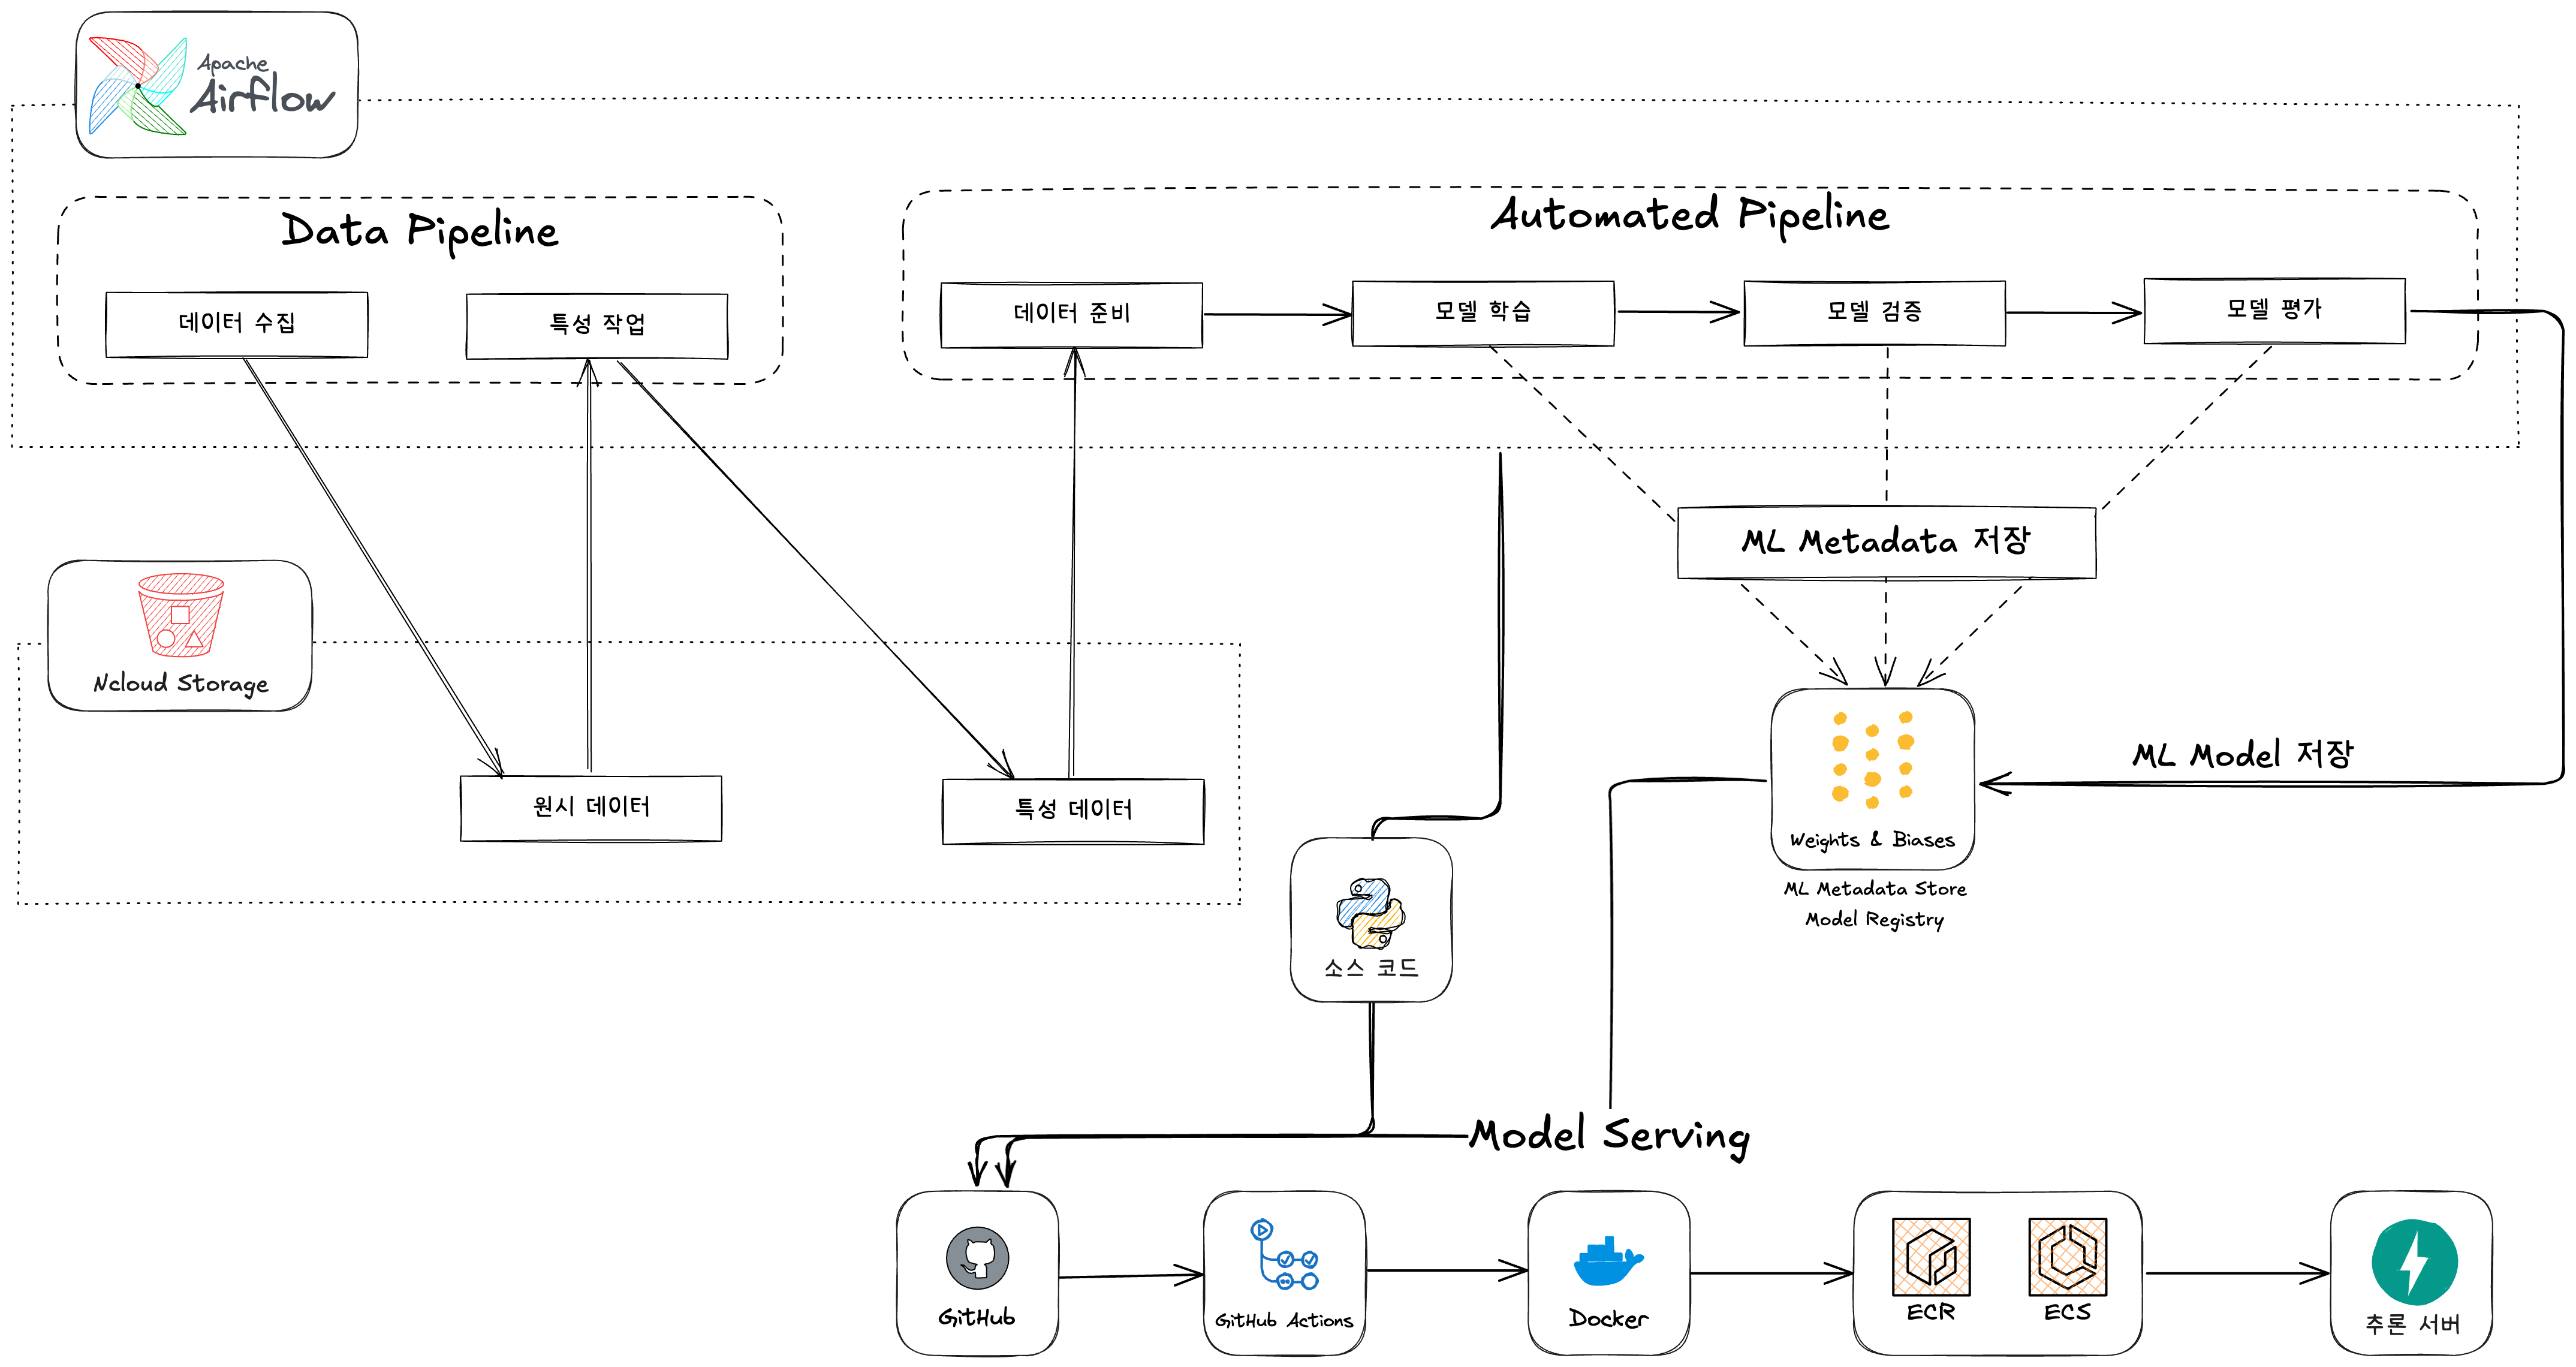 Apache
Airflow
Data Pipeline
Automated Pipeline
데이터 수집
특성 작업
데이터 준비
모델 학습
모델 검증
모델 평가
ML Metadata 저장
Ncloud Storage
원시 데이터
특성 데이터
ML Model 저장
Weights & Biases
ML Metadata Store
Model Registry
소스 코드
Model Serving
GitHub
GitHub Actions
Docker
ECR
ECS
추론 서버